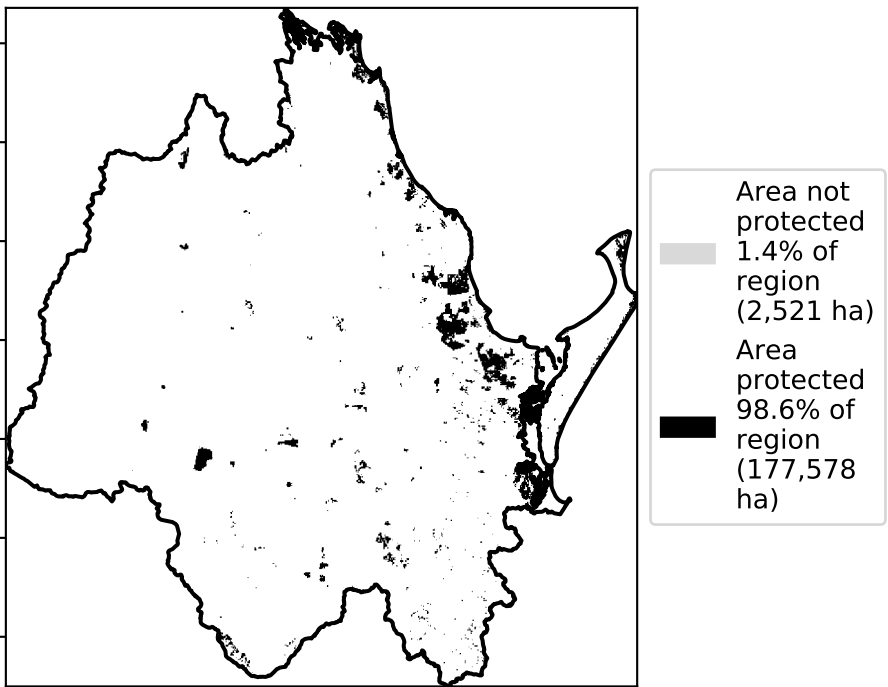 Area not
protected
1.4% of
region
(2,521 ha)
Area
protected
98.6% of
region
(177,578
ha)